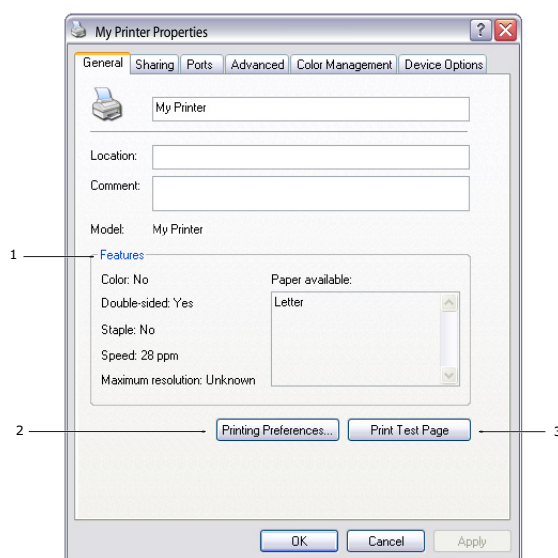 My Printer Properties
General Sharing Ports Advanced Color Management Device Options
My Printer
Location:
Comment:
Model: My Printer
1
Features
Color: No Paper available:
Double-sided: Yes Letter
Staple: No
Speed: 28 ppm
Maximum resolution: Unknown
2 Printing Preferences... Print Test Page 3
OK Cancel Apply